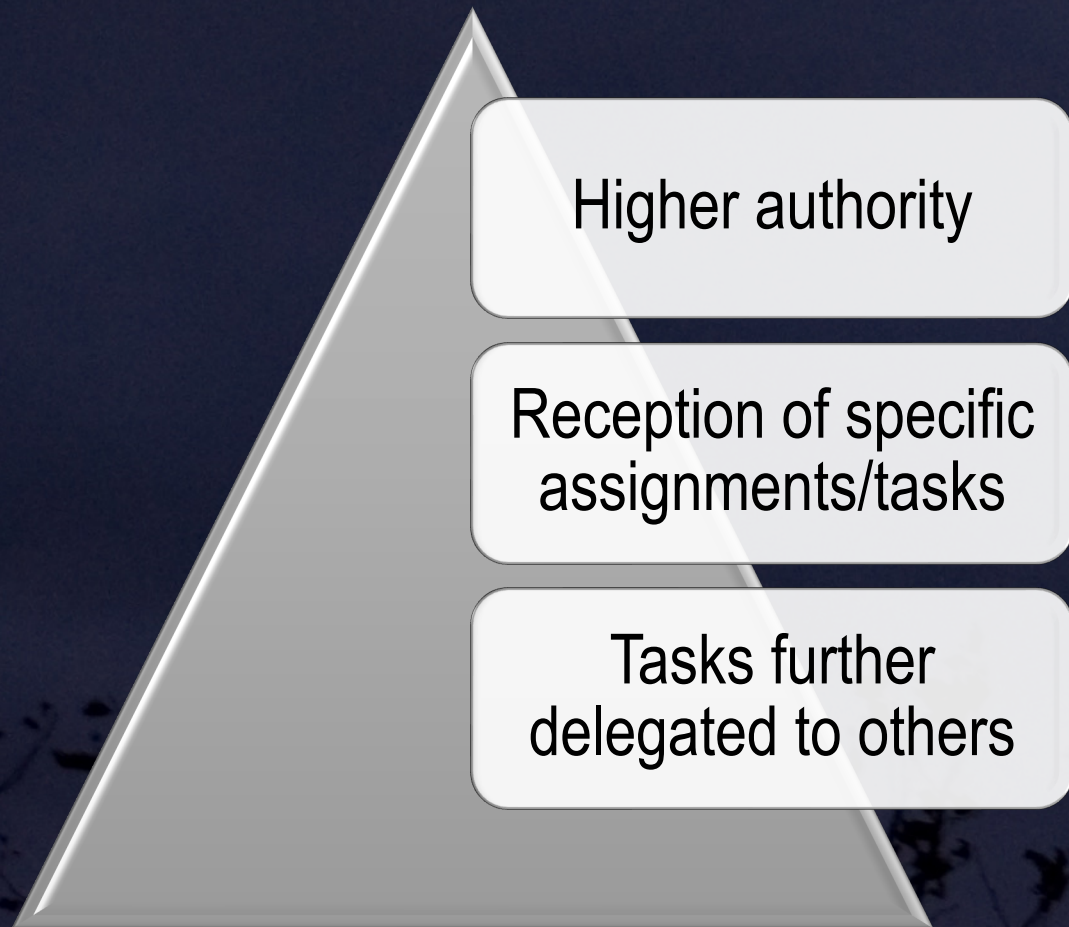 Higher authority
Reception of specific
assignments/tasks
Tasks further
delegated to others